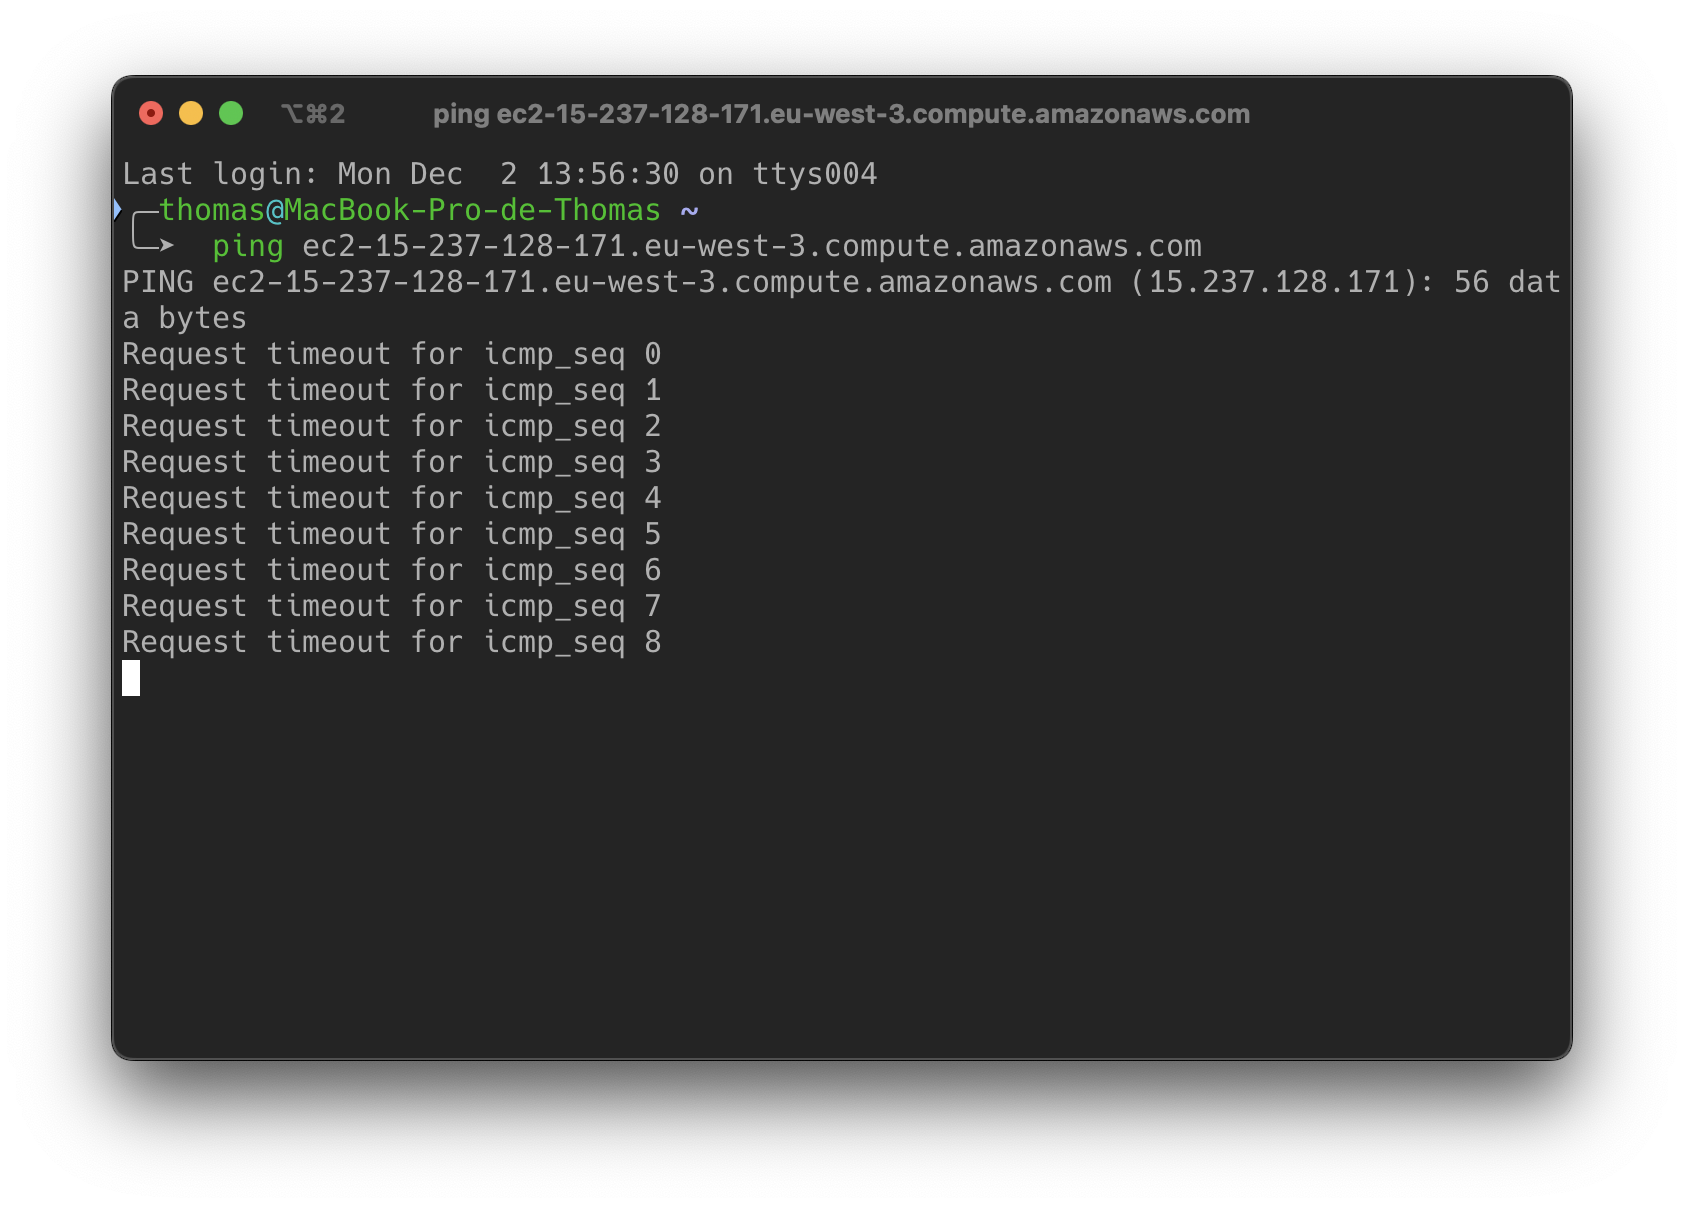 ⌥⌘2 ping ec2-15-237-128-171.eu-west-3.compute.amazonaws.com
Last login: Mon Dec  2 13:56:30 on ttys004
╭─thomas@MacBook-Pro-de-Thomas ~
╰─➤  ping ec2-15-237-128-171.eu-west-3.compute.amazonaws.com
PING ec2-15-237-128-171.eu-west-3.compute.amazonaws.com (15.237.128.171): 56 dat
a bytes
Request timeout for icmp_seq 0
Request timeout for icmp_seq 1
Request timeout for icmp_seq 2
Request timeout for icmp_seq 3
Request timeout for icmp_seq 4
Request timeout for icmp_seq 5
Request timeout for icmp_seq 6
Request timeout for icmp_seq 7
Request timeout for icmp_seq 8